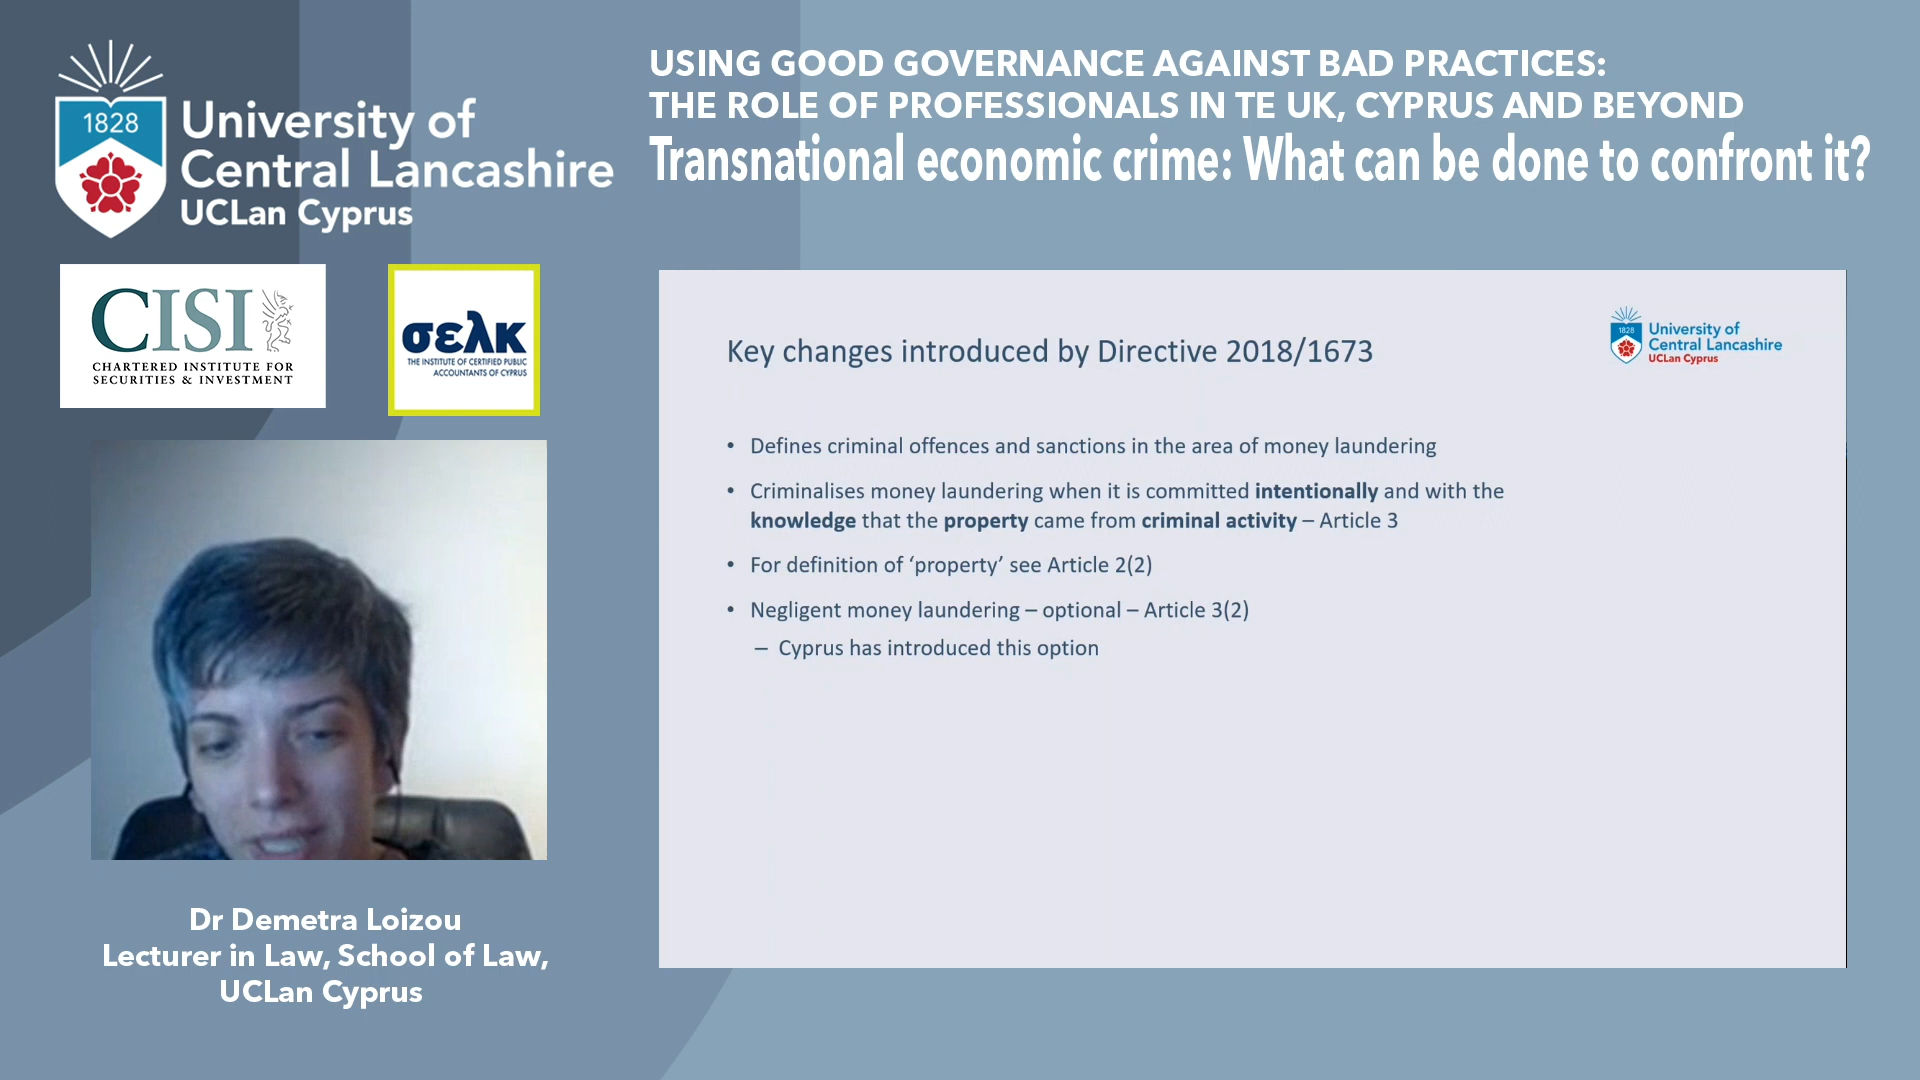 1828
University of
Central Lancashire
UCLan Cyprus
USING GOOD GOVERNANCE AGAINST BAD PRACTICES:
THE ROLE OF PROFESSIONALS IN TE UK, CYPRUS AND BEYOND
Transnational economic crime: What can be done to confront it?
CISI
CHARTERED INSTITUTE FOR
SECURITIES & INVESTMENT
σελκ
THE INSTITUTE OF CERTIFIED PUBLIC
ACCOUNTANTS OF CYPRUS
Dr Demetra Loizou
Lecturer in Law, School of Law,
UCLan Cyprus
Key changes introduced by Directive 2018/1673
1828
University of
Central Lancashire
UCLan Cyprus
• Defines criminal offences and sanctions in the area of money laundering
• Criminalises money laundering when it is committed intentionally and with the
knowledge that the property came from criminal activity – Article 3
• For definition of ‘property’ see Article 2(2)
• Negligent money laundering – optional – Article 3(2)
– Cyprus has introduced this option